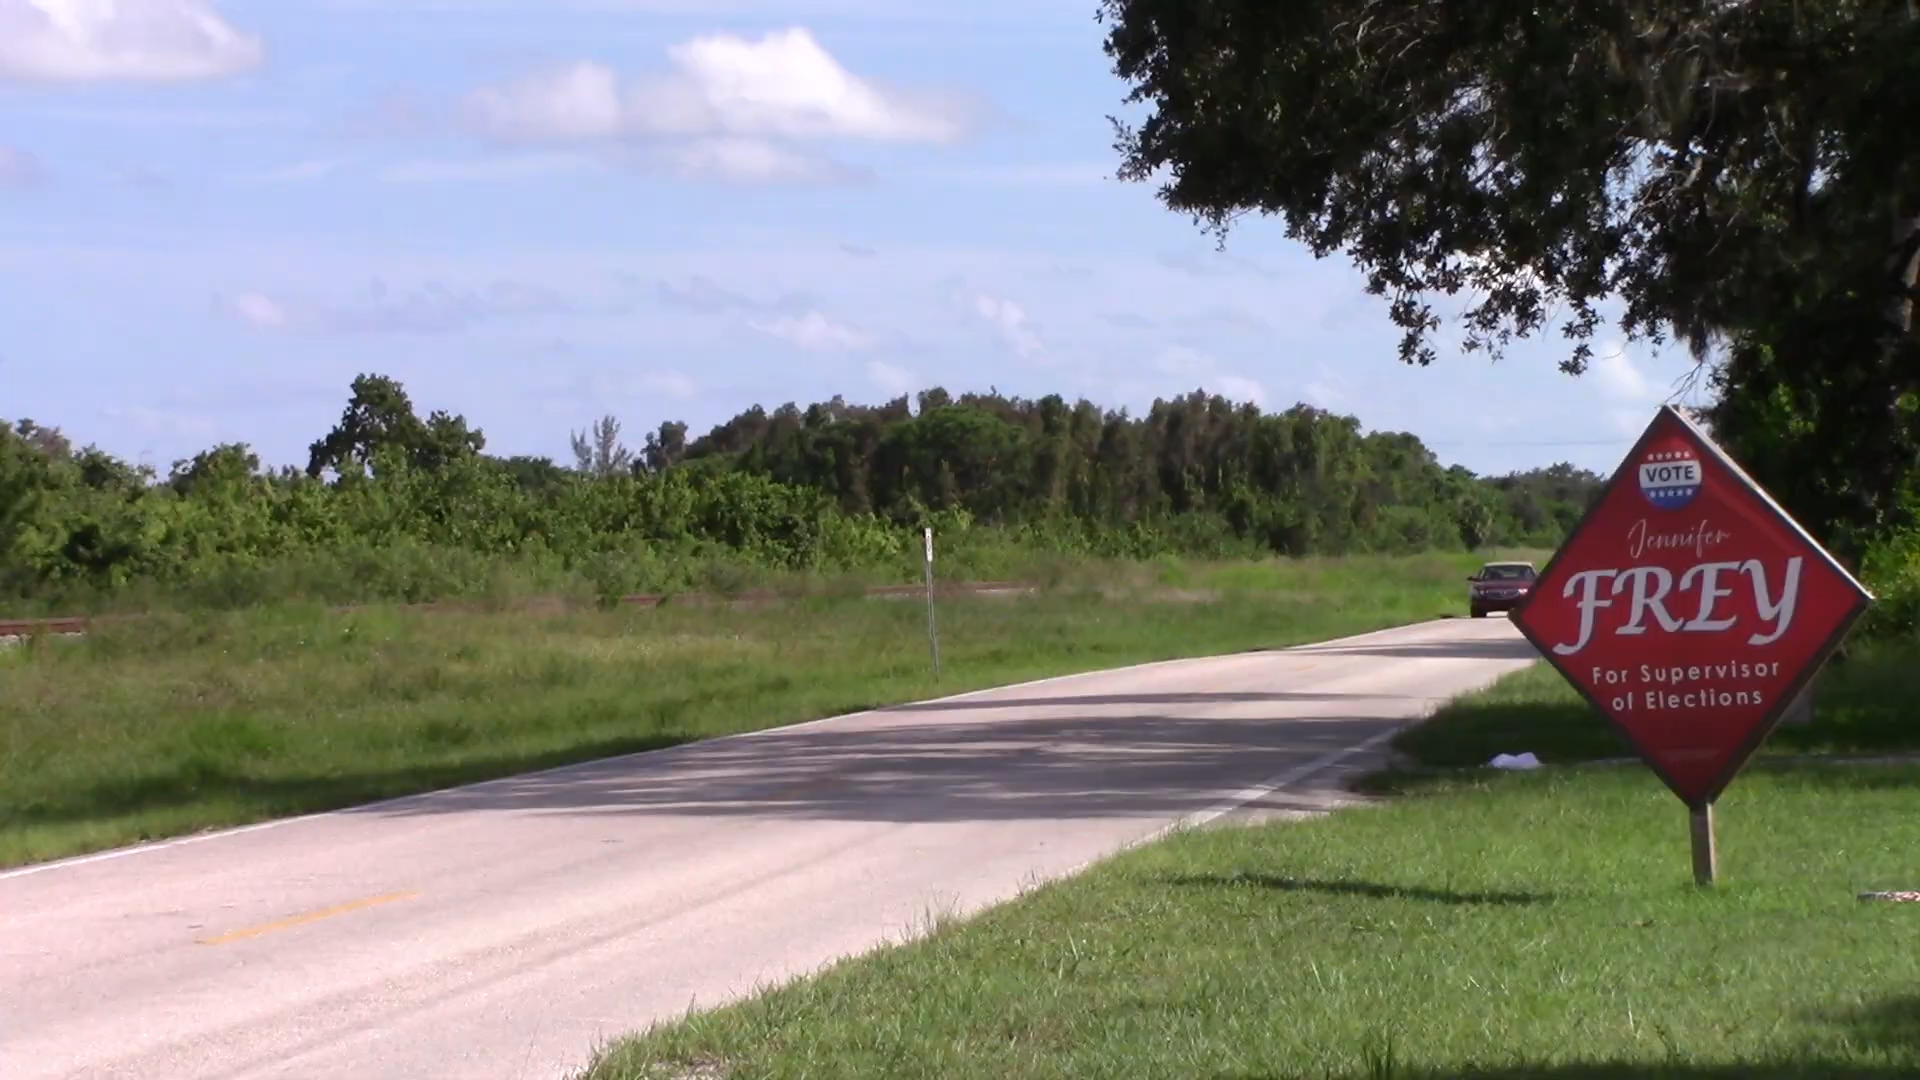 VOTE
Jennifer
FREY
For Supervisor
of Elections